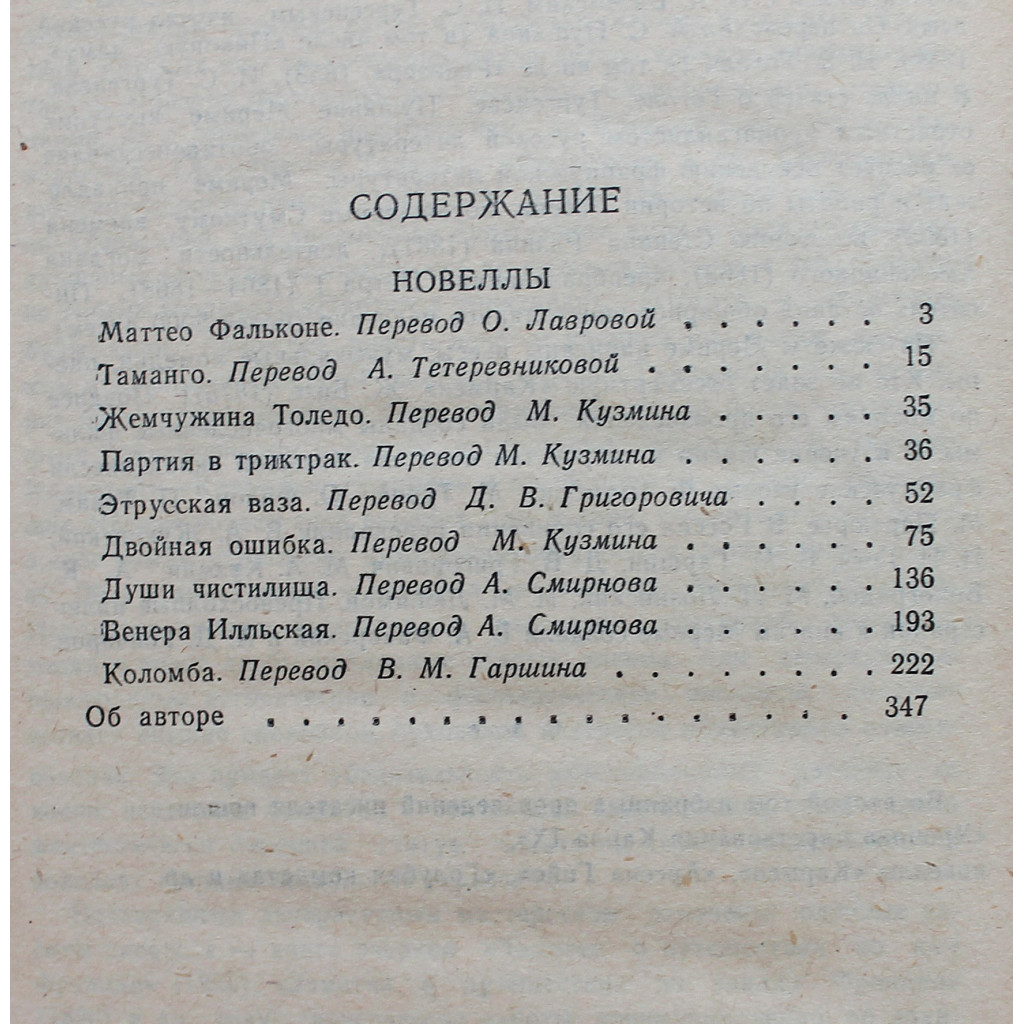 СОДЕРЖАНИЕ
НОВЕЛЛЫ
Маттео Фальконе. Перевод О. Лавровой . . . . . . 3
Таманго. Перевод А. Тетеревниковой . . . . . . . 15
Жемчужина Толедо. Перевод М. Кузмина . . . . . 35
Партия в триктрак. Перевод М. Кузмина . . . . . . 36
Этрусская ваза. Перевод Д. В. Григоровича . . . . 52
Двойная ошибка. Перевод М. Кузмина . . . . . . 75
Души чистилища. Перевод А. Смирнова . . . . . . 136
Венера Илльская. Перевод А. Смирнова . . . . . . 193
Коломба. Перевод В. М. Гаршина . . . . . . . . 222
Об авторе . . . . . . . . . . . . . . . . . 347